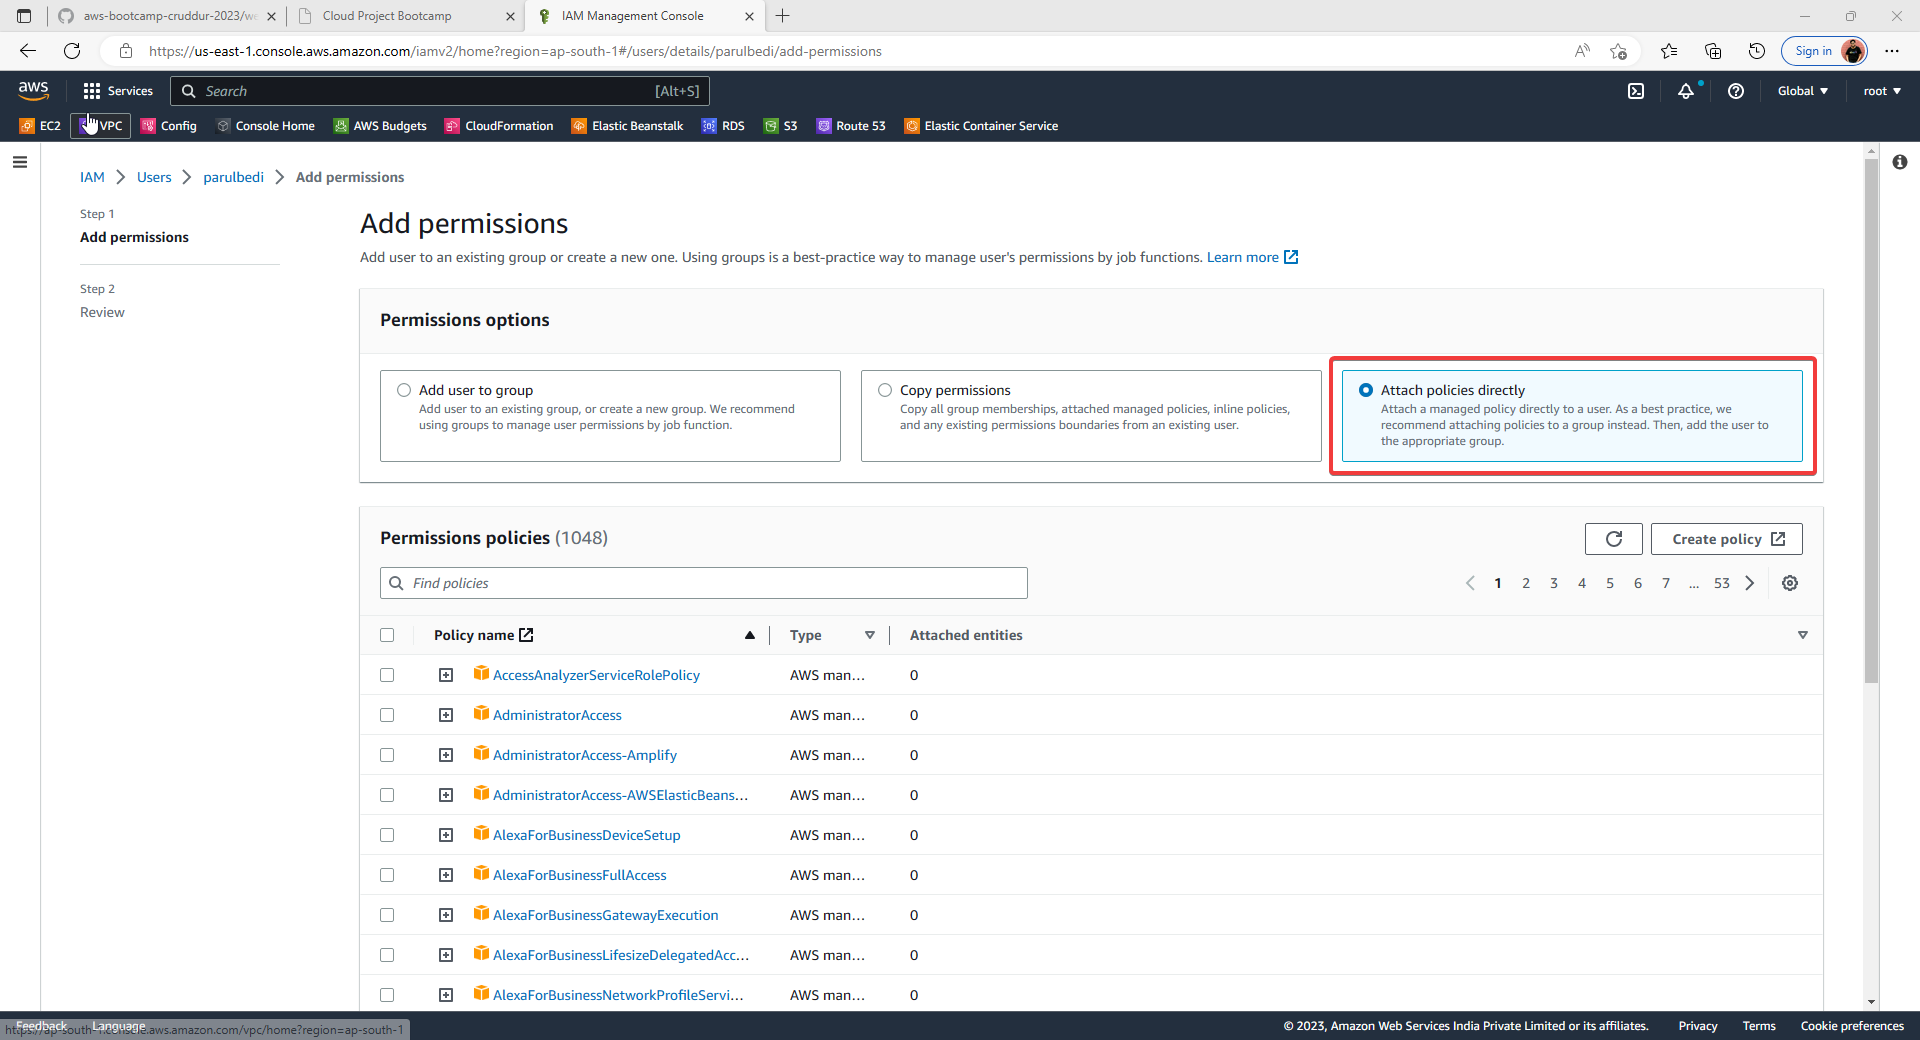 aws-bootcamp-cruddur-2023/we
Cloud Project Bootcamp
IAM Management Console
https://us-east-1.console.aws.amazon.com/iamv2/home?region=ap-south-1#/users/details/parulbedi/add-permissions
Sign in
aws
Services
Search
[Alt+S]
Global
root
EC2
VPC
Config
Console Home
AWS Budgets
CloudFormation
Elastic Beanstalk
RDS
S3
Route 53
Elastic Container Service
IAM
Users
parulbedi
Add permissions
Step 1
Add permissions
Step 2
Review
Add permissions
Add user to an existing group or create a new one. Using groups is a best-practice way to manage user's permissions by job functions. Learn more
Permissions options
Add user to group
Add user to an existing group, or create a new group. We recommend
using groups to manage user permissions by job function.
Copy permissions
Copy all group memberships, attached managed policies, inline policies,
and any existing permissions boundaries from an existing user.
Attach policies directly
Attach a managed policy directly to a user. As a best practice, we
recommend attaching policies to a group instead. Then, add the user to
the appropriate group.
Permissions policies (1048)
Create policy
Find policies
1 2 3 4 5 6 7 ... 53
Policy name
Type
Attached entities
AccessAnalyzerServiceRolePolicy AWS man... 0
AdministratorAccess AWS man... 0
AdministratorAccess-Amplify AWS man... 0
AdministratorAccess-AWSElasticBeans... AWS man... 0
AlexaForBusinessDeviceSetup AWS man... 0
AlexaForBusinessFullAccess AWS man... 0
AlexaForBusinessGatewayExecution AWS man... 0
AlexaForBusinessLifesizeDelegatedAcc... AWS man... 0
AlexaForBusinessNetworkProfileServi... AWS man... 0
Feedback
Language
https://ap-south-1.console.aws.amazon.com/vpc/home?region=ap-south-1
© 2023, Amazon Web Services India Private Limited or its affiliates.
Privacy
Terms
Cookie preferences